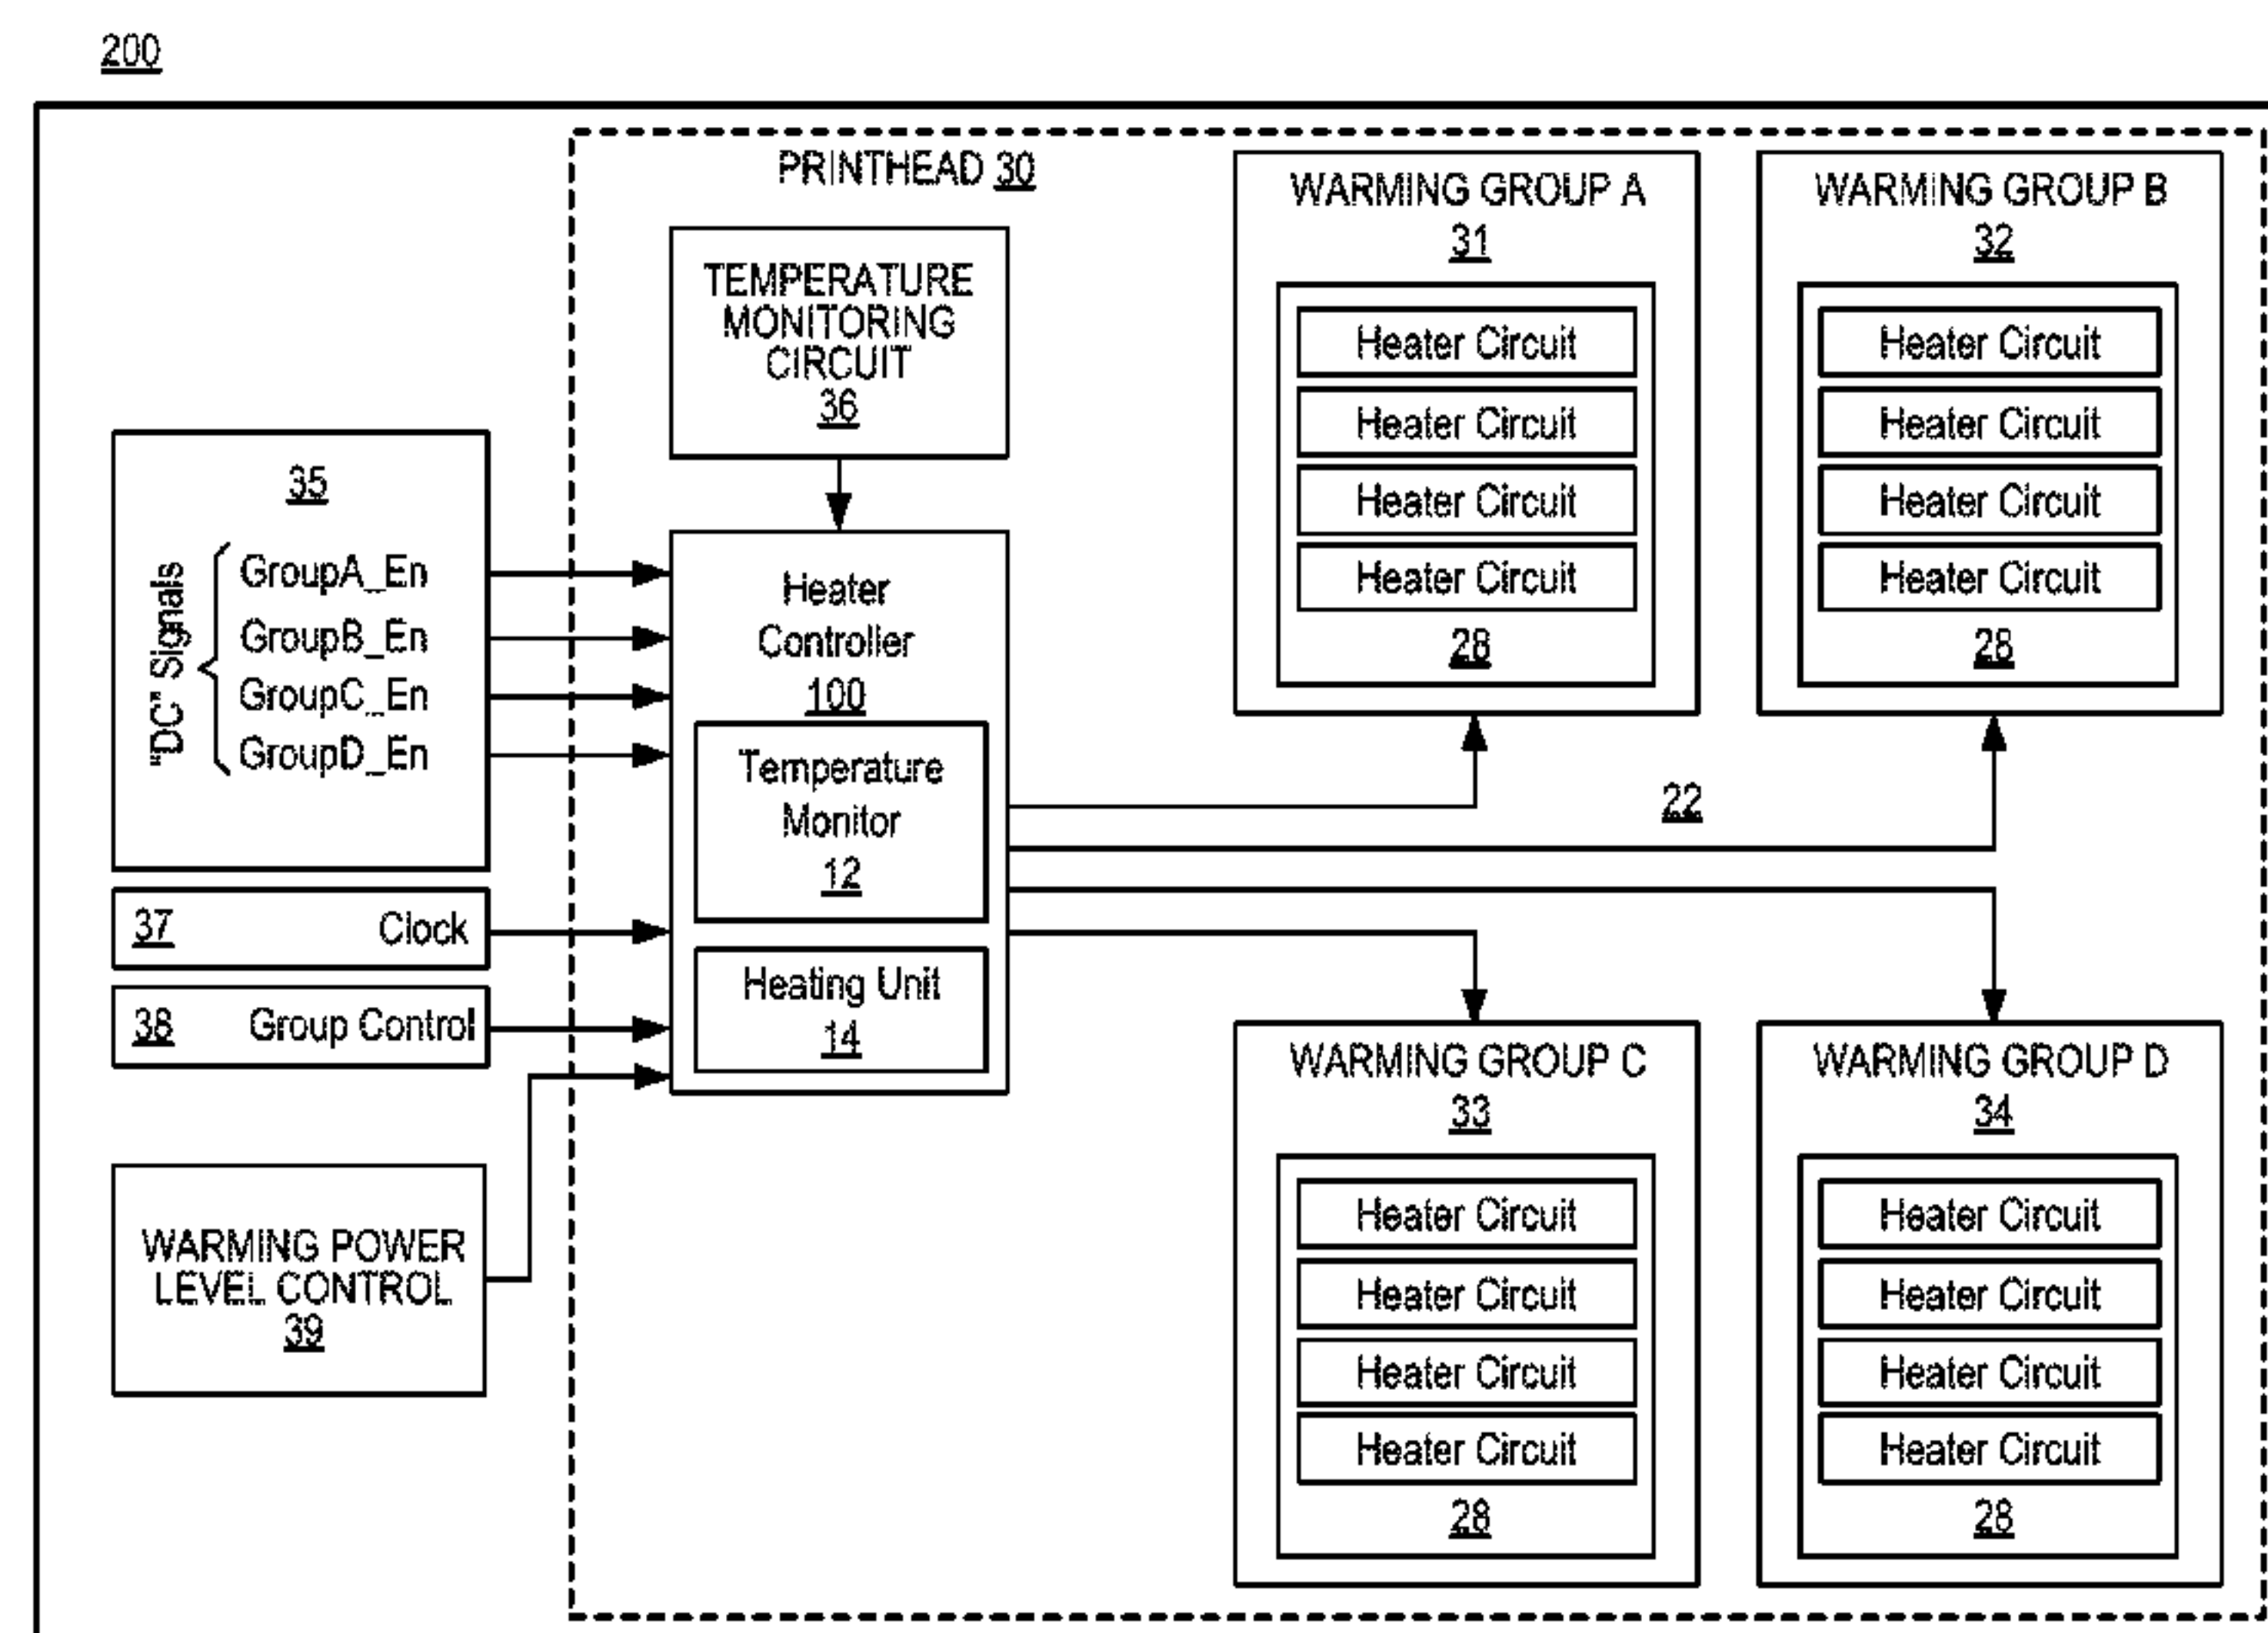 200
PRINTHEAD 30
TEMPERATURE
MONITORING
CIRCUIT
36
35
"DC" Signals
GroupA_En
GroupB_En
GroupC_En
GroupD_En
37 Clock
38 Group Control
WARMING POWER
LEVEL CONTROL
39
Heater
Controller
100
Temperature
Monitor
12
Heating Unit
14
WARMING GROUP A
31
Heater Circuit
Heater Circuit
Heater Circuit
Heater Circuit
28
WARMING GROUP B
32
Heater Circuit
Heater Circuit
Heater Circuit
Heater Circuit
28
22
WARMING GROUP C
33
Heater Circuit
Heater Circuit
Heater Circuit
Heater Circuit
28
WARMING GROUP D
34
Heater Circuit
Heater Circuit
Heater Circuit
Heater Circuit
28